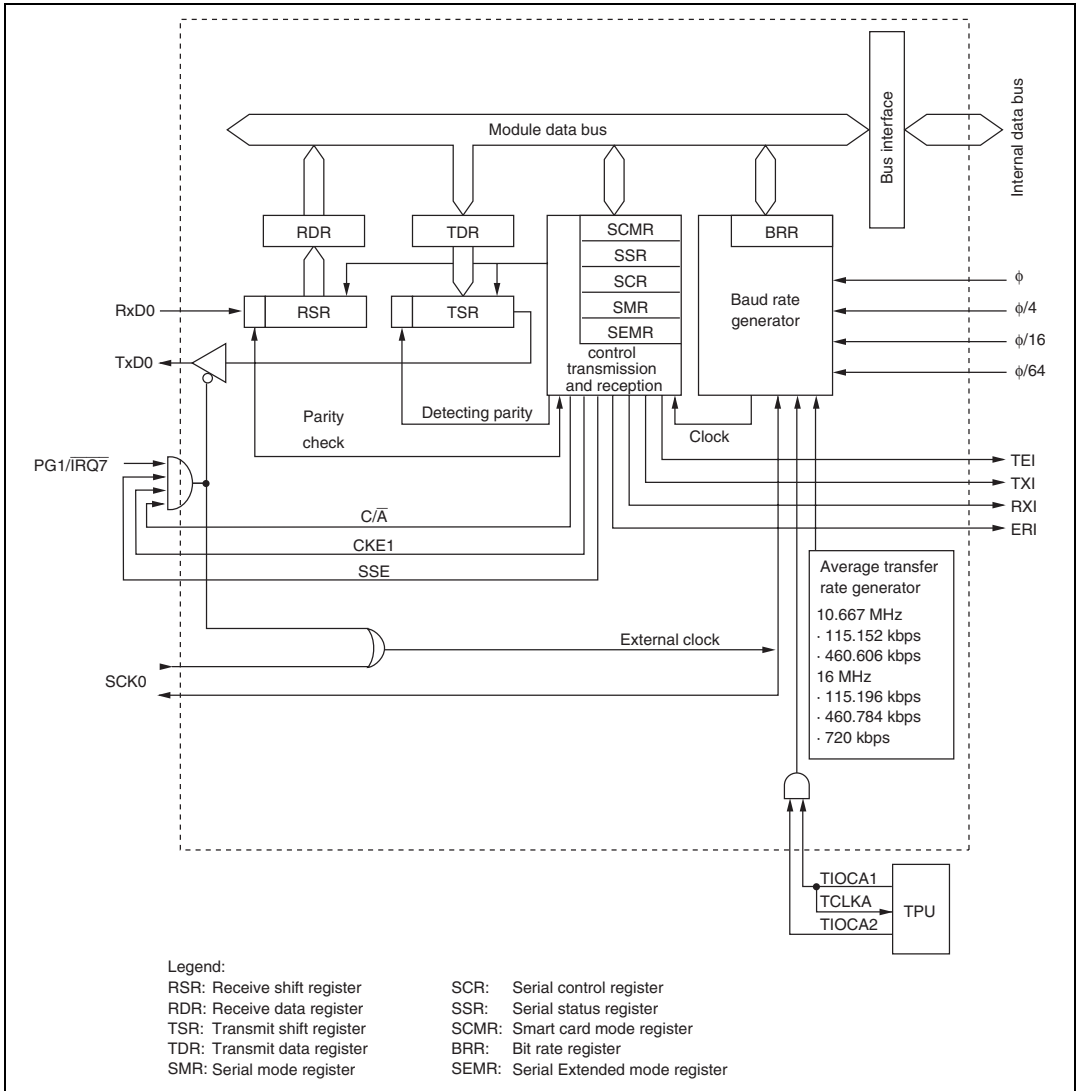 Module data bus
Bus interface
Internal data bus
RDR
TDR
SCMR
SSR
SCR
SMR
SEMR
control
transmission
and reception
BRR
Baud rate
generator
RxD0
RSR
TSR
ϕ
ϕ/4
ϕ/16
ϕ/64
TxD0
Parity
check
Detecting parity
Clock
PG1/IRQ7
TEI
TXI
RXI
ERI
C/A
CKE1
SSE
External clock
SCK0
Average transfer
rate generator
10.667 MHz
· 115.152 kbps
· 460.606 kbps
16 MHz
· 115.196 kbps
· 460.784 kbps
· 720 kbps
TIOCA1
TCLKA
TIOCA2
TPU
Legend:
RSR: Receive shift register
RDR: Receive data register
TSR: Transmit shift register
TDR: Transmit data register
SMR: Serial mode register
SCR: Serial control register
SSR: Serial status register
SCMR: Smart card mode register
BRR: Bit rate register
SEMR: Serial Extended mode register